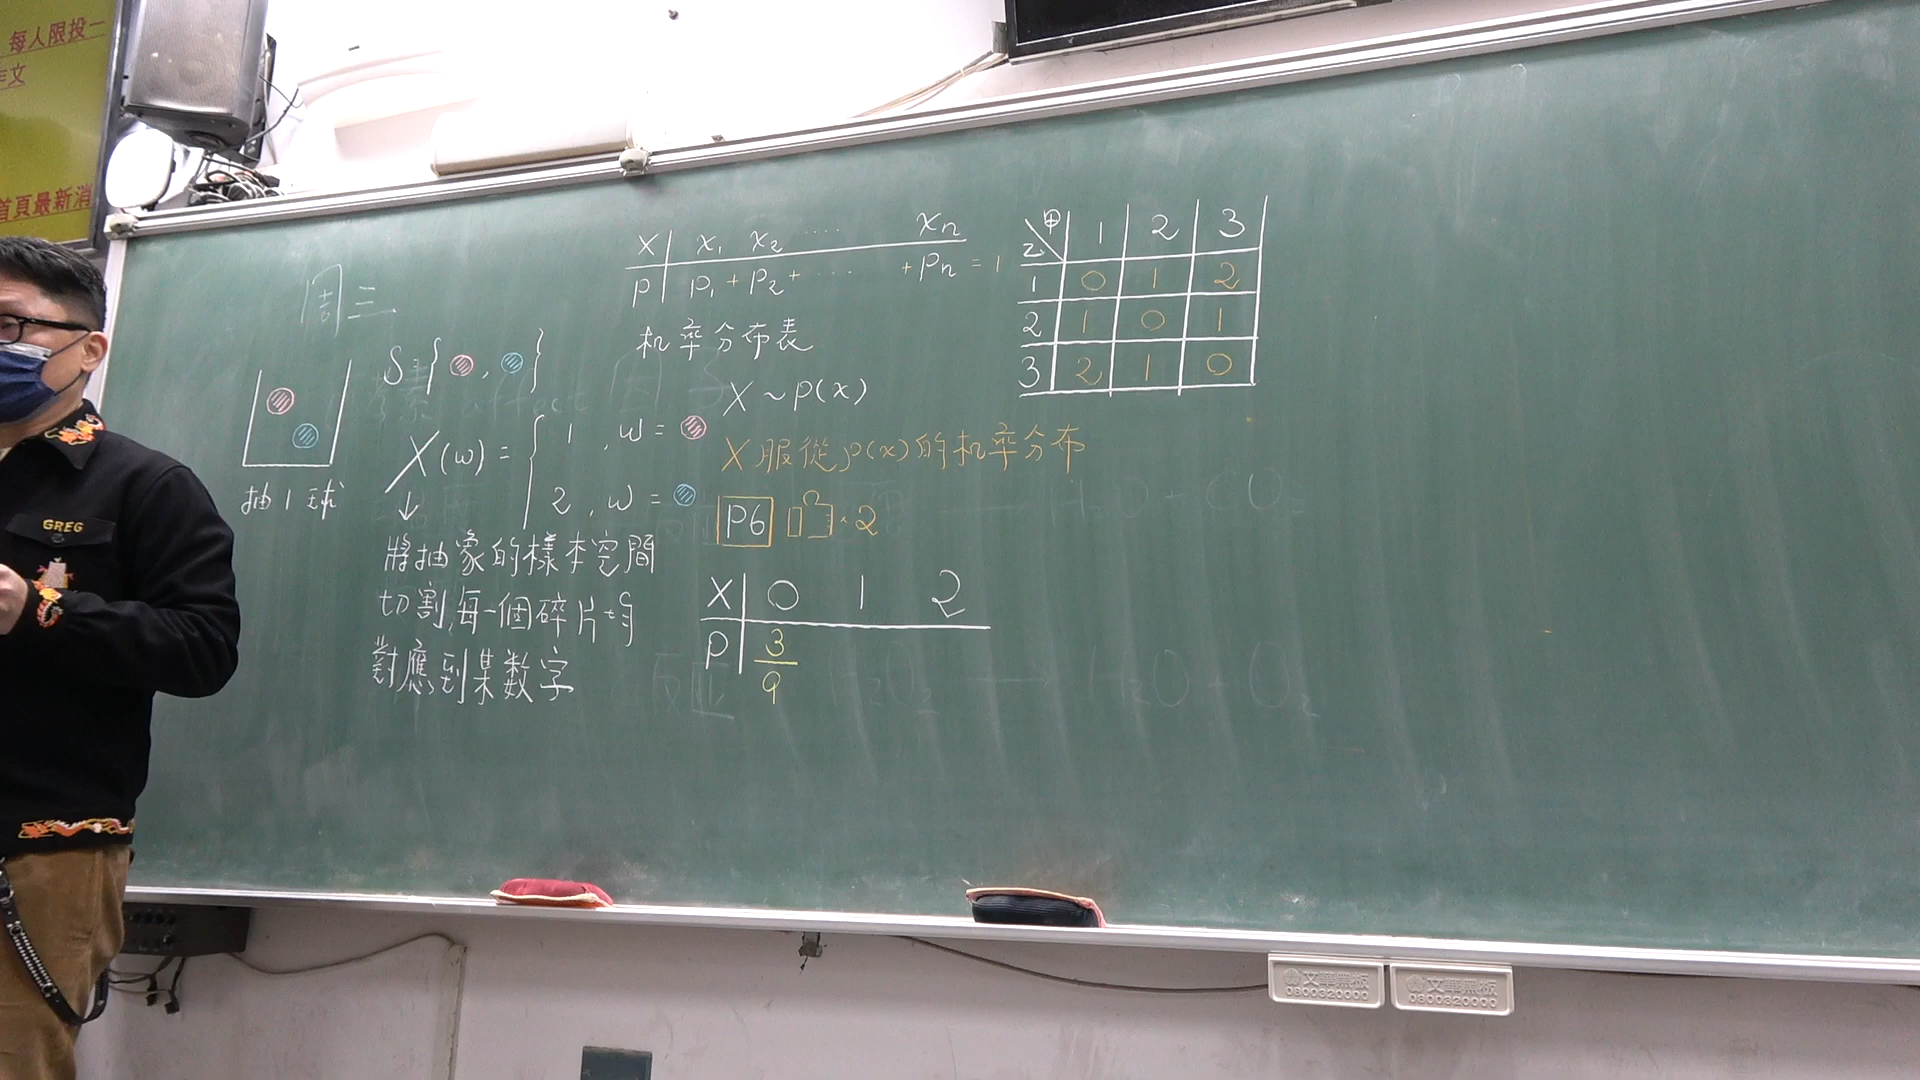 每人限投一
作文
首頁最新消
GREG
周三
抽1球
S={ , }
X(w) = { 1 , w =
2 , w =
將抽象的樣本空間
切割,每一個碎片均
對應到某数字
X | x₁ x₂ ...... xₙ
P | P₁ + P₂ + ...... + Pₙ = 1
机率分布表
X ~ P(x)
X服從p(x)的机率分布
P6 ×2
X | 0 1 2
P | 3/9
甲 1 2 3
乙
1 0 1 2
2 1 0 1
3 2 1 0
文華黑板
0800320000
文華黑板
0800320000